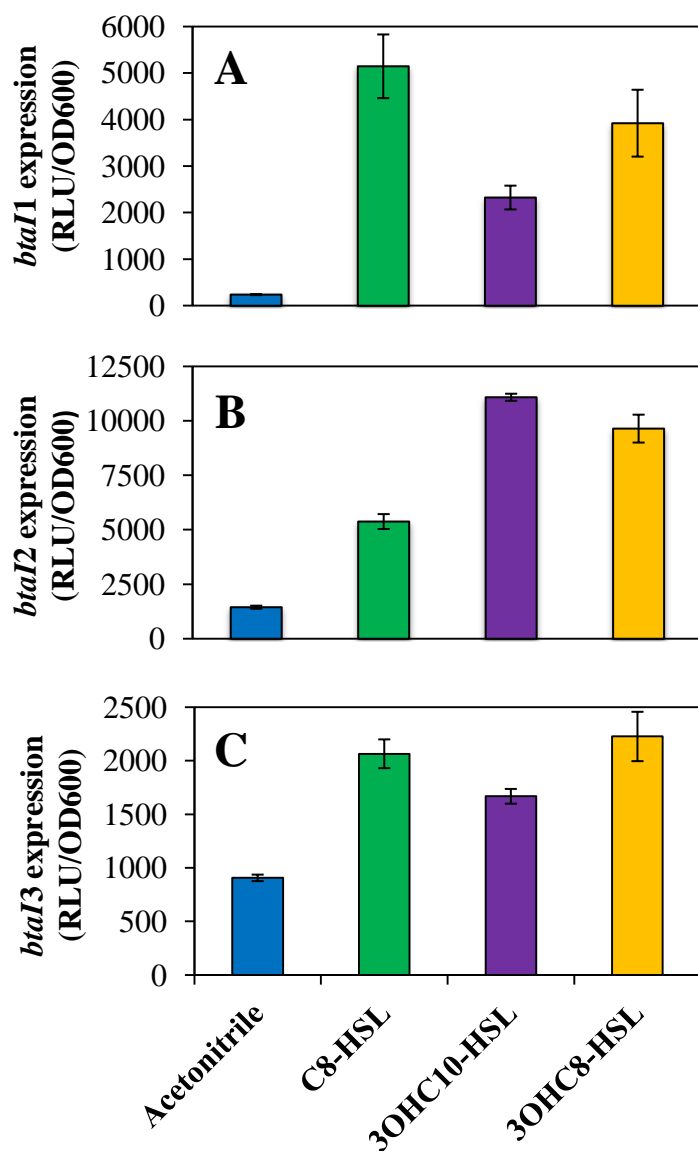 A
btaI1 expression
(RLU/OD600)
6000
5000
4000
3000
2000
1000
0
B
btaI2 expression
(RLU/OD600)
12500
10000
7500
5000
2500
0
C
btaI3 expression
(RLU/OD600)
2500
2000
1500
1000
500
0
Acetonitrile
C8-HSL
3OHC10-HSL
3OHC8-HSL